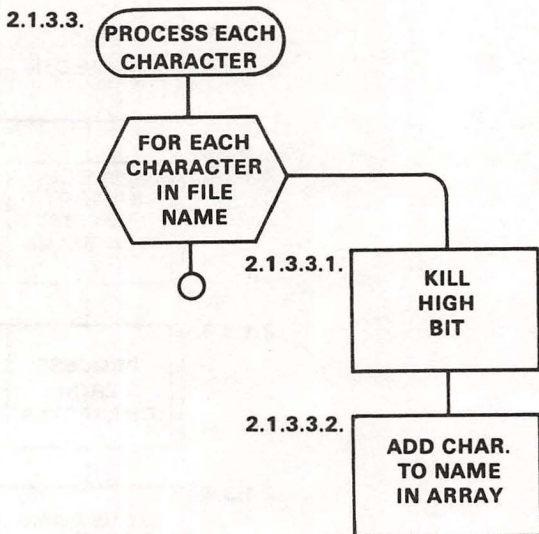 2.1.3.3.
PROCESS EACH
CHARACTER
FOR EACH
CHARACTER
IN FILE
NAME
2.1.3.3.1.
KILL
HIGH
BIT
2.1.3.3.2.
ADD CHAR.
TO NAME
IN ARRAY